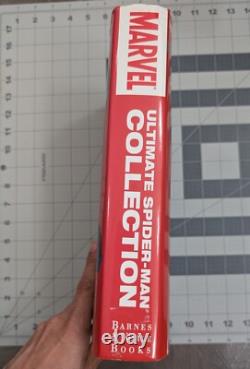 MARVEL
ULTIMATE SPIDER-MAN
COLLECTION
BARNES
BOOKS